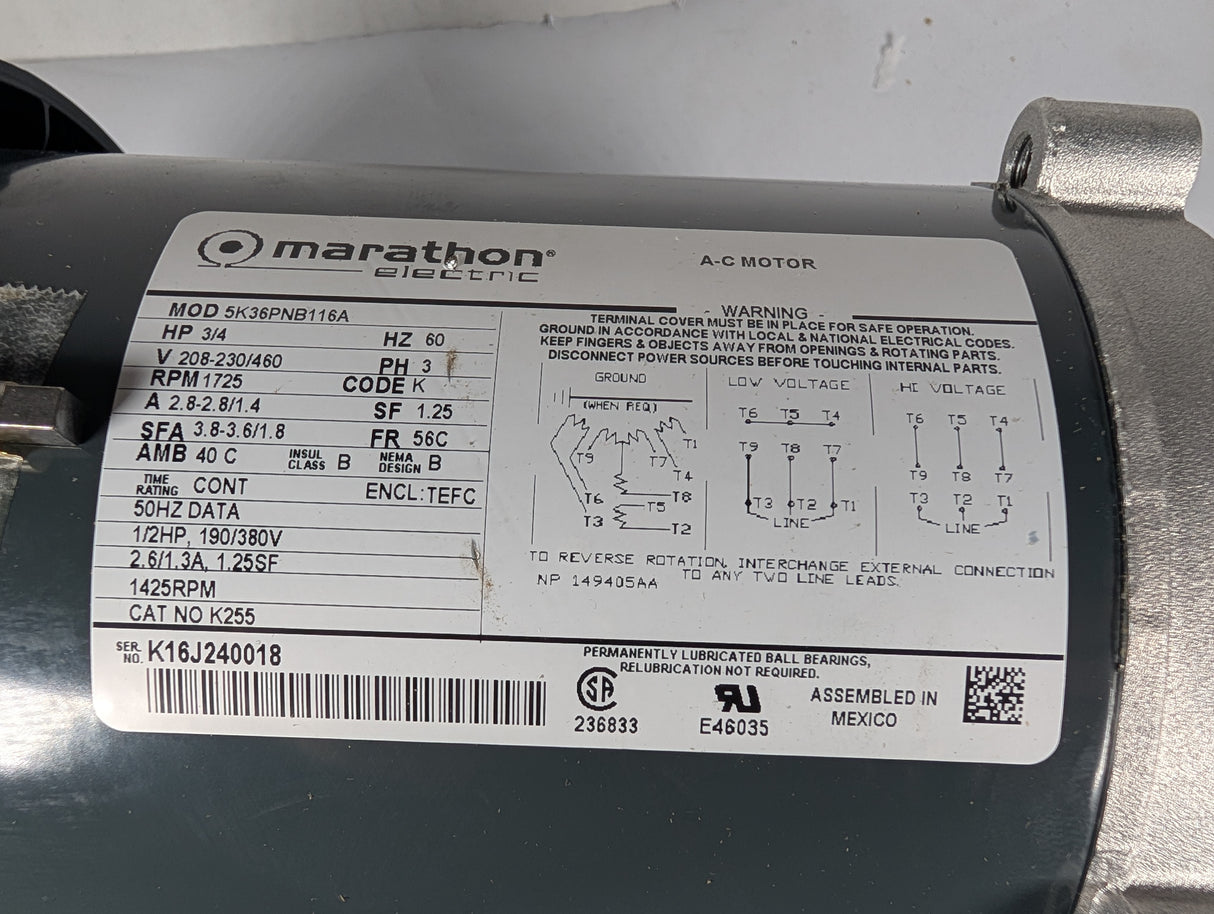 marathon®
electric
A-C MOTOR
MOD 5K36PNB116A
HP 3/4 HZ 60
V 208-230/460 PH 3
RPM 1725 CODE K
A 2.8-2.8/1.4 SF 1.25
SFA 3.8-3.6/1.8 FR 56C
AMB 40 C INSUL CLASS B NEMA DESIGN B
TIME RATING CONT ENCL: TEFC
50HZ DATA
1/2HP, 190/380V
2.6/1.3A, 1.25SF
1425RPM
CAT NO K255
- WARNING -
TERMINAL COVER MUST BE IN PLACE FOR SAFE OPERATION.
GROUND IN ACCORDANCE WITH LOCAL & NATIONAL ELECTRICAL CODES.
KEEP FINGERS & OBJECTS AWAY FROM OPENINGS & ROTATING PARTS.
DISCONNECT POWER SOURCES BEFORE TOUCHING INTERNAL PARTS.
GROUND
(WHEN REQ)
T1
T9 T7
T4
T6 T8
T5
T3 T2
LOW VOLTAGE
T6 T5 T4
T9 T8 T7
T3 T2 T1
LINE
HI VOLTAGE
T6 T5 T4
T9 T8 T7
T3 T2 T1
LINE
TO REVERSE ROTATION, INTERCHANGE EXTERNAL CONNECTION
NP 149405AA TO ANY TWO LINE LEADS.
SER. NO. K16J240018
PERMANENTLY LUBRICATED BALL BEARINGS,
RELUBRICATION NOT REQUIRED.
SA
236833
RU
E46035
ASSEMBLED IN
MEXICO